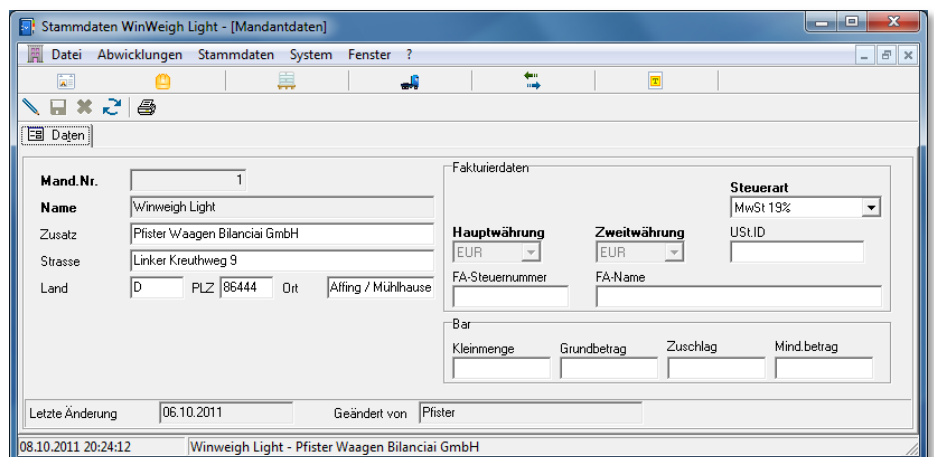 Stammdaten WinWeigh Light - [Mandantdaten]
Datei Abwicklungen Stammdaten System Fenster ?
T
Daten
Mand.Nr. 1
Name Winweigh Light
Zusatz Pfister Waagen Bilanciai GmbH
Strasse Linker Kreuthweg 9
Land D PLZ 86444 Ort Affing / Mühlhause
Fakturierdaten
Steuerart
MwSt 19%
Hauptwährung Zweitwährung USt.ID
EUR EUR
FA-Steuernummer FA-Name
Bar
Kleinmenge Grundbetrag Zuschlag Mind.betrag
Letzte Änderung 06.10.2011 Geändert von Pfister
08.10.2011 20:24:12 Winweigh Light - Pfister Waagen Bilanciai GmbH